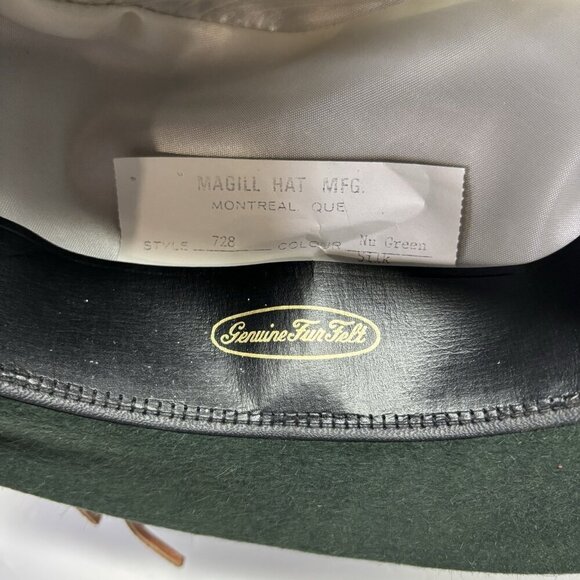 MAGILL HAT MFG.
MONTREAL, QUE.
STYLE 728 COLOUR Nu Green
Silk
Genuine Fur Felt